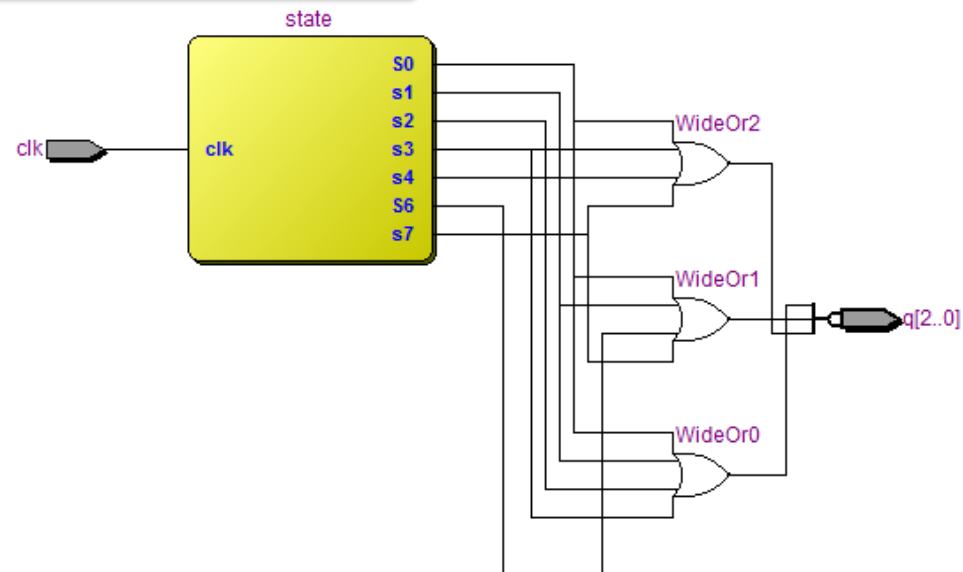 state
clk
clk
S0
s1
s2
s3
s4
S6
s7
WideOr2
WideOr1
WideOr0
q[2..0]